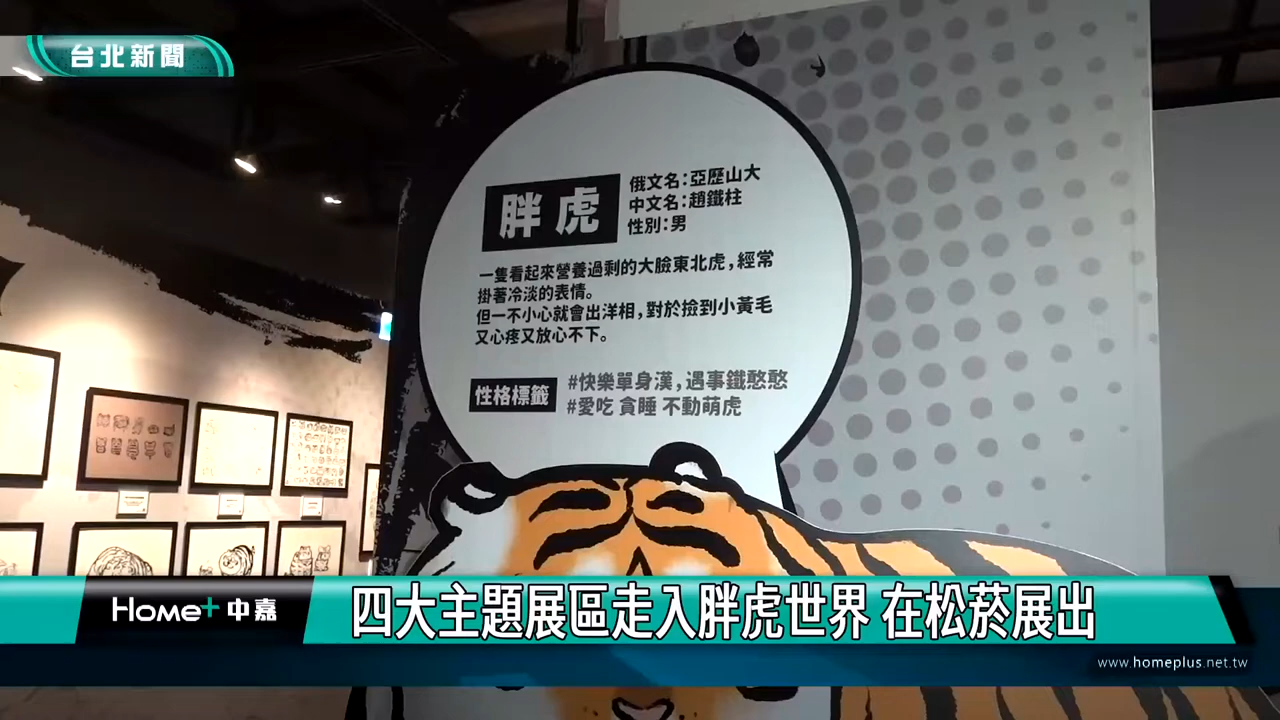 台北新聞
胖虎
俄文名：亞歷山大
中文名：趙鐵柱
性別：男
一隻看起來營養過剩的大臉東北虎，經常
掛著冷淡的表情。
但一不小心就會出洋相，對於撿到小黃毛
又心疼又放心不下。
性格標籤
#快樂單身漢，遇事鐵憨憨
#愛吃 貪睡 不動萌虎
Home+ 中嘉
四大主題展區走入胖虎世界 在松菸展出
www.homeplus.net.tw